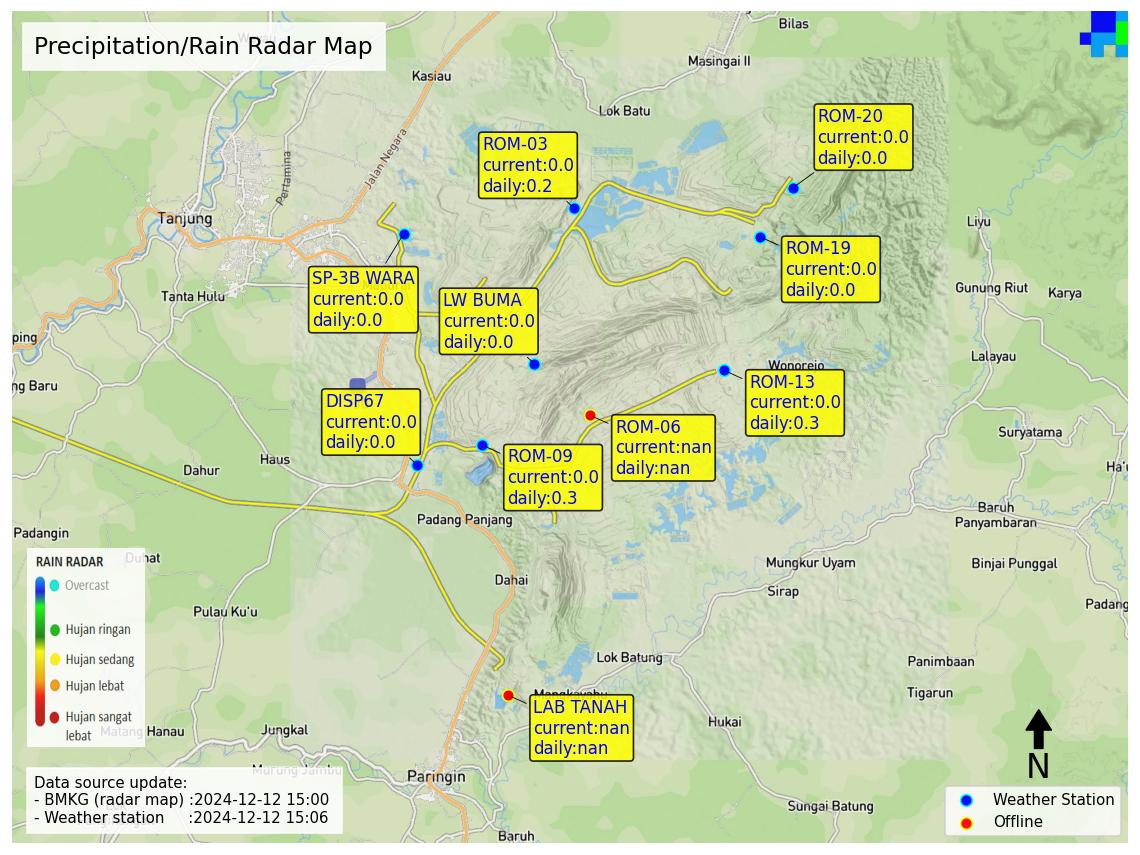 Precipitation/Rain Radar Map
Bilas
Masingai II
Kasiau
Lok Batu
Jalan Negara
Pertamina
Tanjung
Tanta Hulu
ping
ng Baru
ROM-03
current:0.0
daily:0.2
ROM-20
current:0.0
daily:0.0
ROM-19
current:0.0
daily:0.0
SP-3B WARA
current:0.0
daily:0.0
LW BUMA
current:0.0
daily:0.0
Liyu
Gunung Riut
Karya
Lalayau
Wonorejo
ROM-13
current:0.0
daily:0.3
DISP67
current:0.0
daily:0.0
ROM-06
current:nan
daily:nan
ROM-09
current:0.0
daily:0.3
Suryatama
Ha'u
Haus
Dahur
Padang Panjang
Baruh
Panyambaran
Padangin
Duhat
Mungkur Uyam
Binjai Punggal
Dahai
Sirap
Padang
Pulau Ku'u
RAIN RADAR
Overcast
Hujan ringan
Hujan sedang
Hujan lebat
Hujan sangat
lebat
Lok Batung
Panimbaan
Tigarun
Mangkayahu
LAB TANAH
current:nan
daily:nan
Hukai
Matang Hanau
Jungkal
Murung Jambu
Paringin
Sungai Batung
Baruh
Data source update:
- BMKG (radar map) :2024-12-12 15:00
- Weather station :2024-12-12 15:06
N
Weather Station
Offline